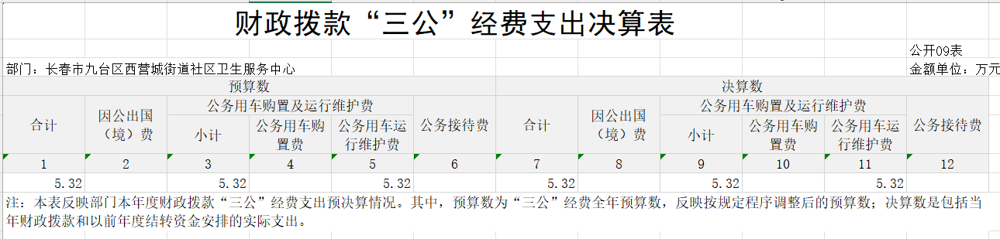 财政拨款“三公”经费支出决算表
公开09表
部门：长春市九台区西营城街道社区卫生服务中心 金额单位：万元
预算数 决算数
合计 因公出国（境）费 公务用车购置及运行维护费 公务接待费 合计 因公出国（境）费 公务用车购置及运行维护费 公务接待费
小计 公务用车购置费 公务用车运行维护费 小计 公务用车购置费 公务用车运行维护费
1 2 3 4 5 6 7 8 9 10 11 12
5.32 5.32 5.32 5.32 5.32 5.32
注：本表反映部门本年度财政拨款“三公”经费支出预决算情况。其中，预算数为“三公”经费全年预算数，反映按规定程序调整后的预算数；决算数是包括当
年财政拨款和以前年度结转资金安排的实际支出。